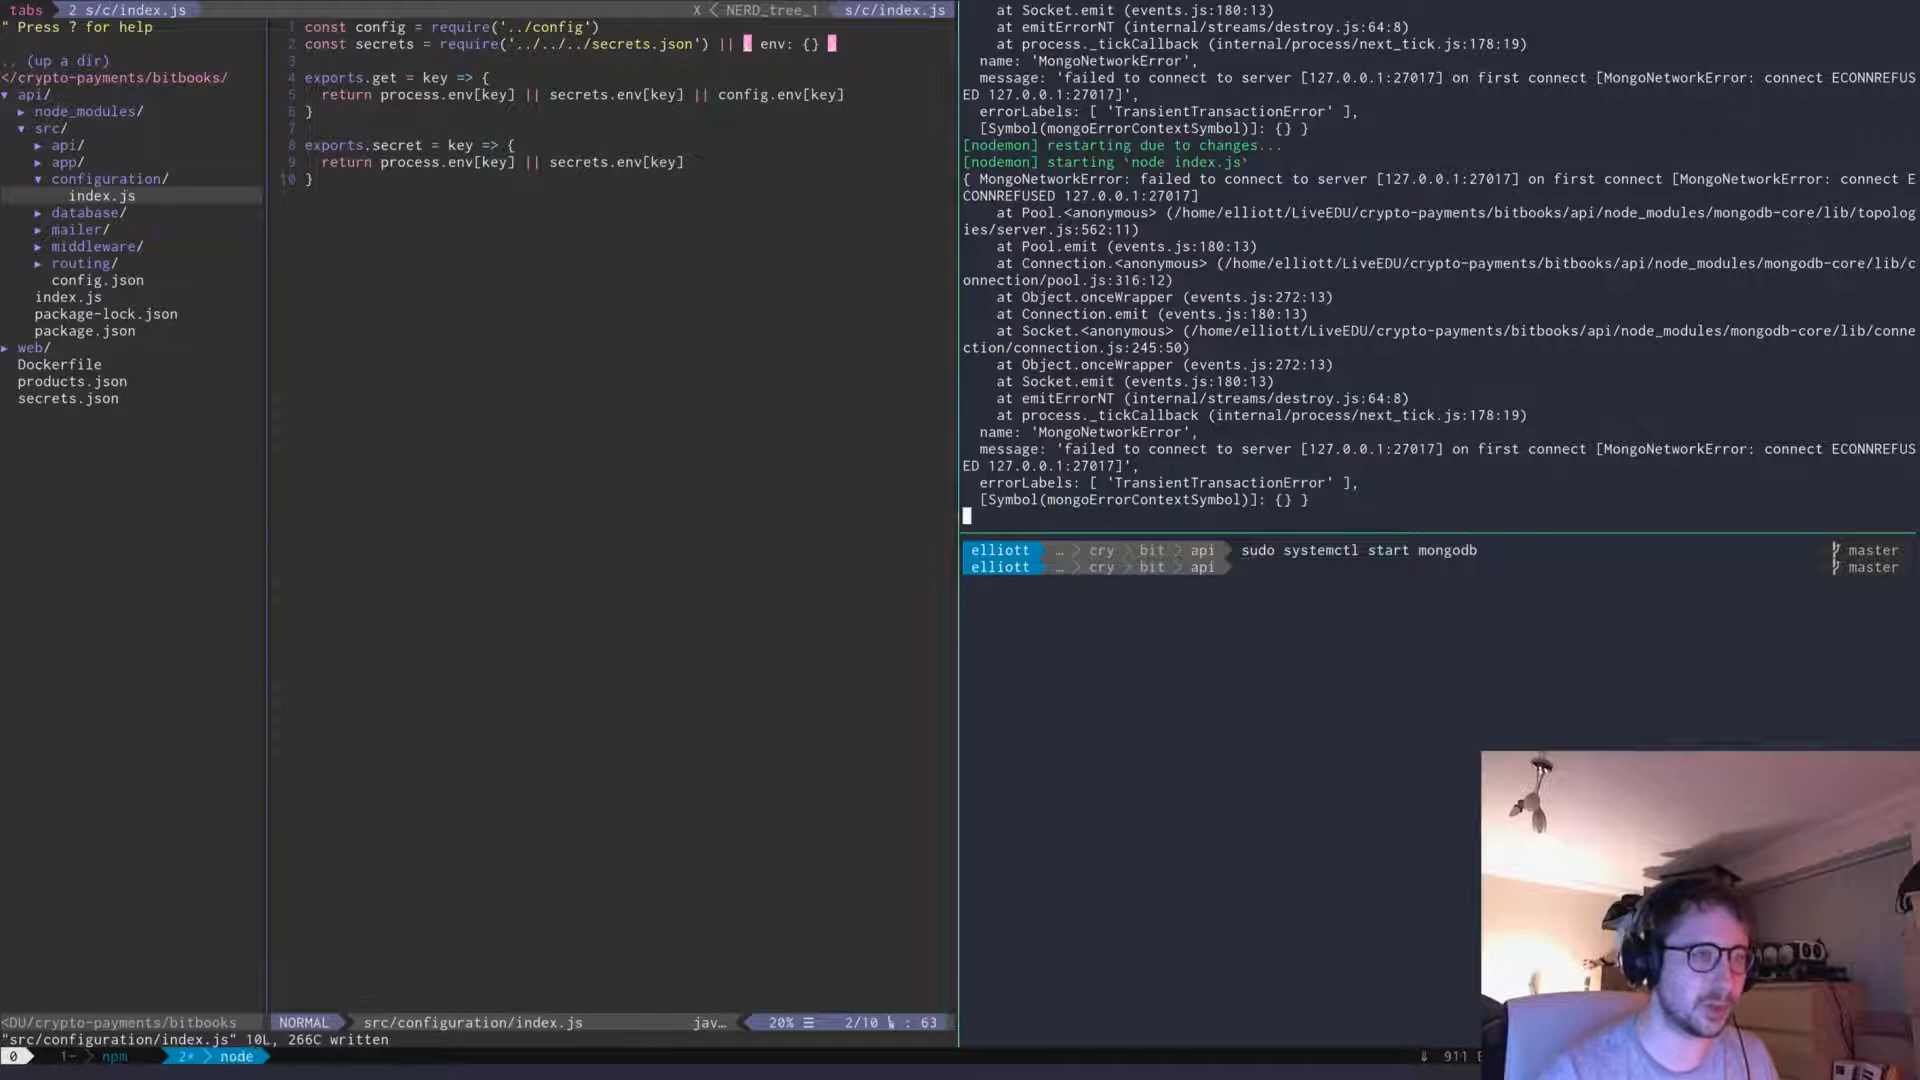 tabs 2 s/c/index.js X < NERD_tree_1 s/c/index.js
" Press ? for help
.. (up a dir)
</crypto-payments/bitbooks/
▾ api/
▸ node_modules/
▾ src/
▸ api/
▸ app/
▾ configuration/
index.js
▸ database/
▸ mailer/
▸ middleware/
▸ routing/
config.json
index.js
package-lock.json
package.json
▸ web/
Dockerfile
products.json
secrets.json
<DU/crypto-payments/bitbooks
1 const config = require('../config')
2 const secrets = require('../../../secrets.json') || { env: {} }
3
4 exports.get = key => {
5 return process.env[key] || secrets.env[key] || config.env[key]
6 }
7
8 exports.secret = key => {
9 return process.env[key] || secrets.env[key]
10 }
NORMAL src/configuration/index.js jav… 20% ☰ 2/10 : 63
"src/configuration/index.js" 10L, 266C written
0 1- npm 2* node
at Socket.emit (events.js:180:13)
at emitErrorNT (internal/streams/destroy.js:64:8)
at process._tickCallback (internal/process/next_tick.js:178:19)
name: 'MongoNetworkError',
message: 'failed to connect to server [127.0.0.1:27017] on first connect [MongoNetworkError: connect ECONNREFUS
ED 127.0.0.1:27017]',
errorLabels: [ 'TransientTransactionError' ],
[Symbol(mongoErrorContextSymbol)]: {} }
[nodemon] restarting due to changes...
[nodemon] starting `node index.js`
{ MongoNetworkError: failed to connect to server [127.0.0.1:27017] on first connect [MongoNetworkError: connect E
CONNREFUSED 127.0.0.1:27017]
at Pool.<anonymous> (/home/elliott/LiveEDU/crypto-payments/bitbooks/api/node_modules/mongodb-core/lib/topolog
ies/server.js:562:11)
at Pool.emit (events.js:180:13)
at Connection.<anonymous> (/home/elliott/LiveEDU/crypto-payments/bitbooks/api/node_modules/mongodb-core/lib/c
onnection/pool.js:316:12)
at Object.onceWrapper (events.js:272:13)
at Connection.emit (events.js:180:13)
at Socket.<anonymous> (/home/elliott/LiveEDU/crypto-payments/bitbooks/api/node_modules/mongodb-core/lib/conne
ction/connection.js:245:50)
at Object.onceWrapper (events.js:272:13)
at Socket.emit (events.js:180:13)
at emitErrorNT (internal/streams/destroy.js:64:8)
at process._tickCallback (internal/process/next_tick.js:178:19)
name: 'MongoNetworkError',
message: 'failed to connect to server [127.0.0.1:27017] on first connect [MongoNetworkError: connect ECONNREFUS
ED 127.0.0.1:27017]',
errorLabels: [ 'TransientTransactionError' ],
[Symbol(mongoErrorContextSymbol)]: {} }
elliott … cry bit api sudo systemctl start mongodb master
elliott … cry bit api master
⇓ 911